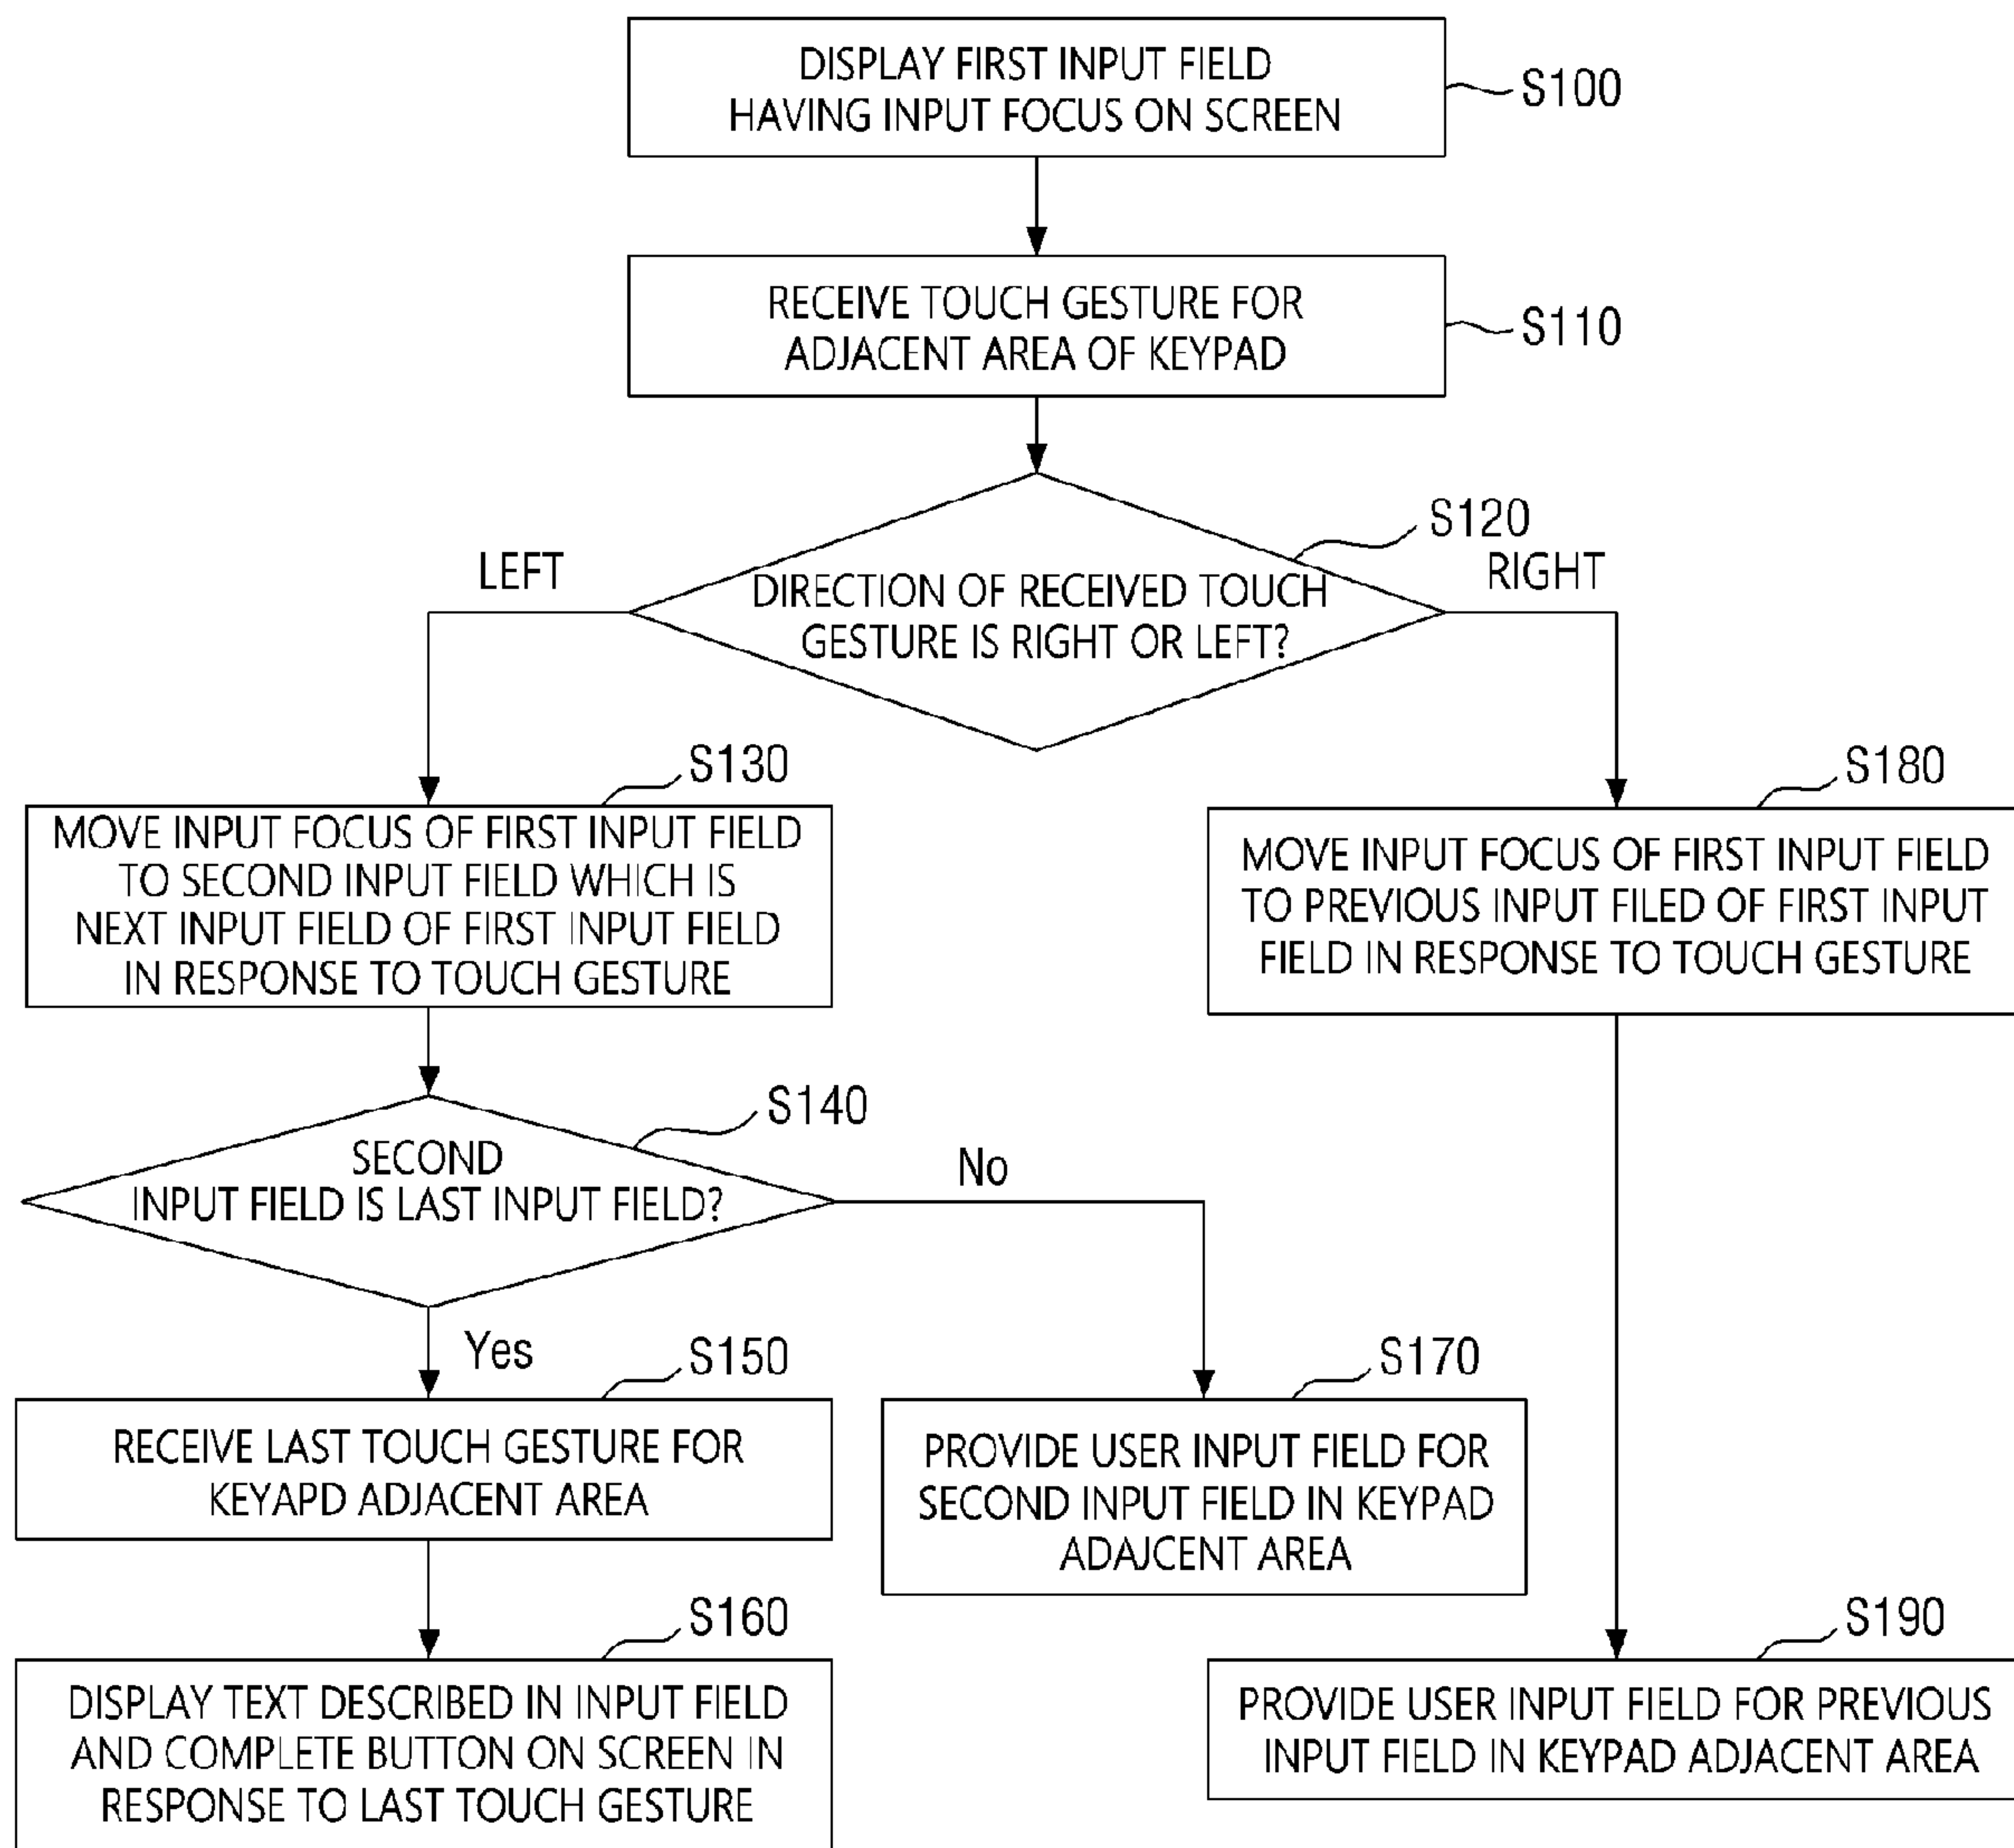 DISPLAY FIRST INPUT FIELD
HAVING INPUT FOCUS ON SCREEN
S100
RECEIVE TOUCH GESTURE FOR
ADJACENT AREA OF KEYPAD
S110
S120
LEFT
RIGHT
DIRECTION OF RECEIVED TOUCH
GESTURE IS RIGHT OR LEFT?
S130
MOVE INPUT FOCUS OF FIRST INPUT FIELD
TO SECOND INPUT FIELD WHICH IS
NEXT INPUT FIELD OF FIRST INPUT FIELD
IN RESPONSE TO TOUCH GESTURE
S180
MOVE INPUT FOCUS OF FIRST INPUT FIELD
TO PREVIOUS INPUT FILED OF FIRST INPUT
FIELD IN RESPONSE TO TOUCH GESTURE
S140
SECOND
INPUT FIELD IS LAST INPUT FIELD?
No
Yes
S150
RECEIVE LAST TOUCH GESTURE FOR
KEYAPD ADJACENT AREA
S170
PROVIDE USER INPUT FIELD FOR
SECOND INPUT FIELD IN KEYPAD
ADAJCENT AREA
S160
DISPLAY TEXT DESCRIBED IN INPUT FIELD
AND COMPLETE BUTTON ON SCREEN IN
RESPONSE TO LAST TOUCH GESTURE
S190
PROVIDE USER INPUT FIELD FOR PREVIOUS
INPUT FIELD IN KEYPAD ADJACENT AREA